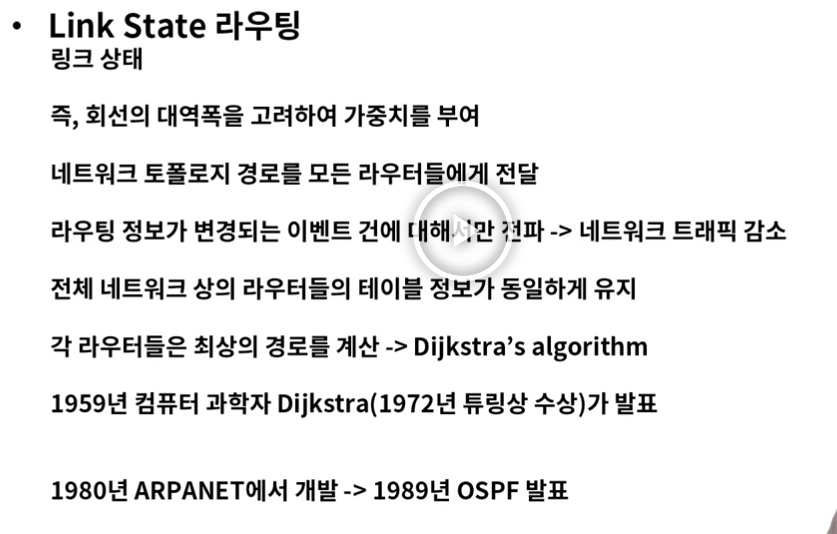 • Link State 라우팅
링크 상태
즉, 회선의 대역폭을 고려하여 가중치를 부여
네트워크 토폴로지 경로를 모든 라우터들에게 전달
라우팅 정보가 변경되는 이벤트 건에 대해서만 전파 -> 네트워크 트래픽 감소
전체 네트워크 상의 라우터들의 테이블 정보가 동일하게 유지
각 라우터들은 최상의 경로를 계산 -> Dijkstra’s algorithm
1959년 컴퓨터 과학자 Dijkstra(1972년 튜링상 수상)가 발표
1980년 ARPANET에서 개발 -> 1989년 OSPF 발표